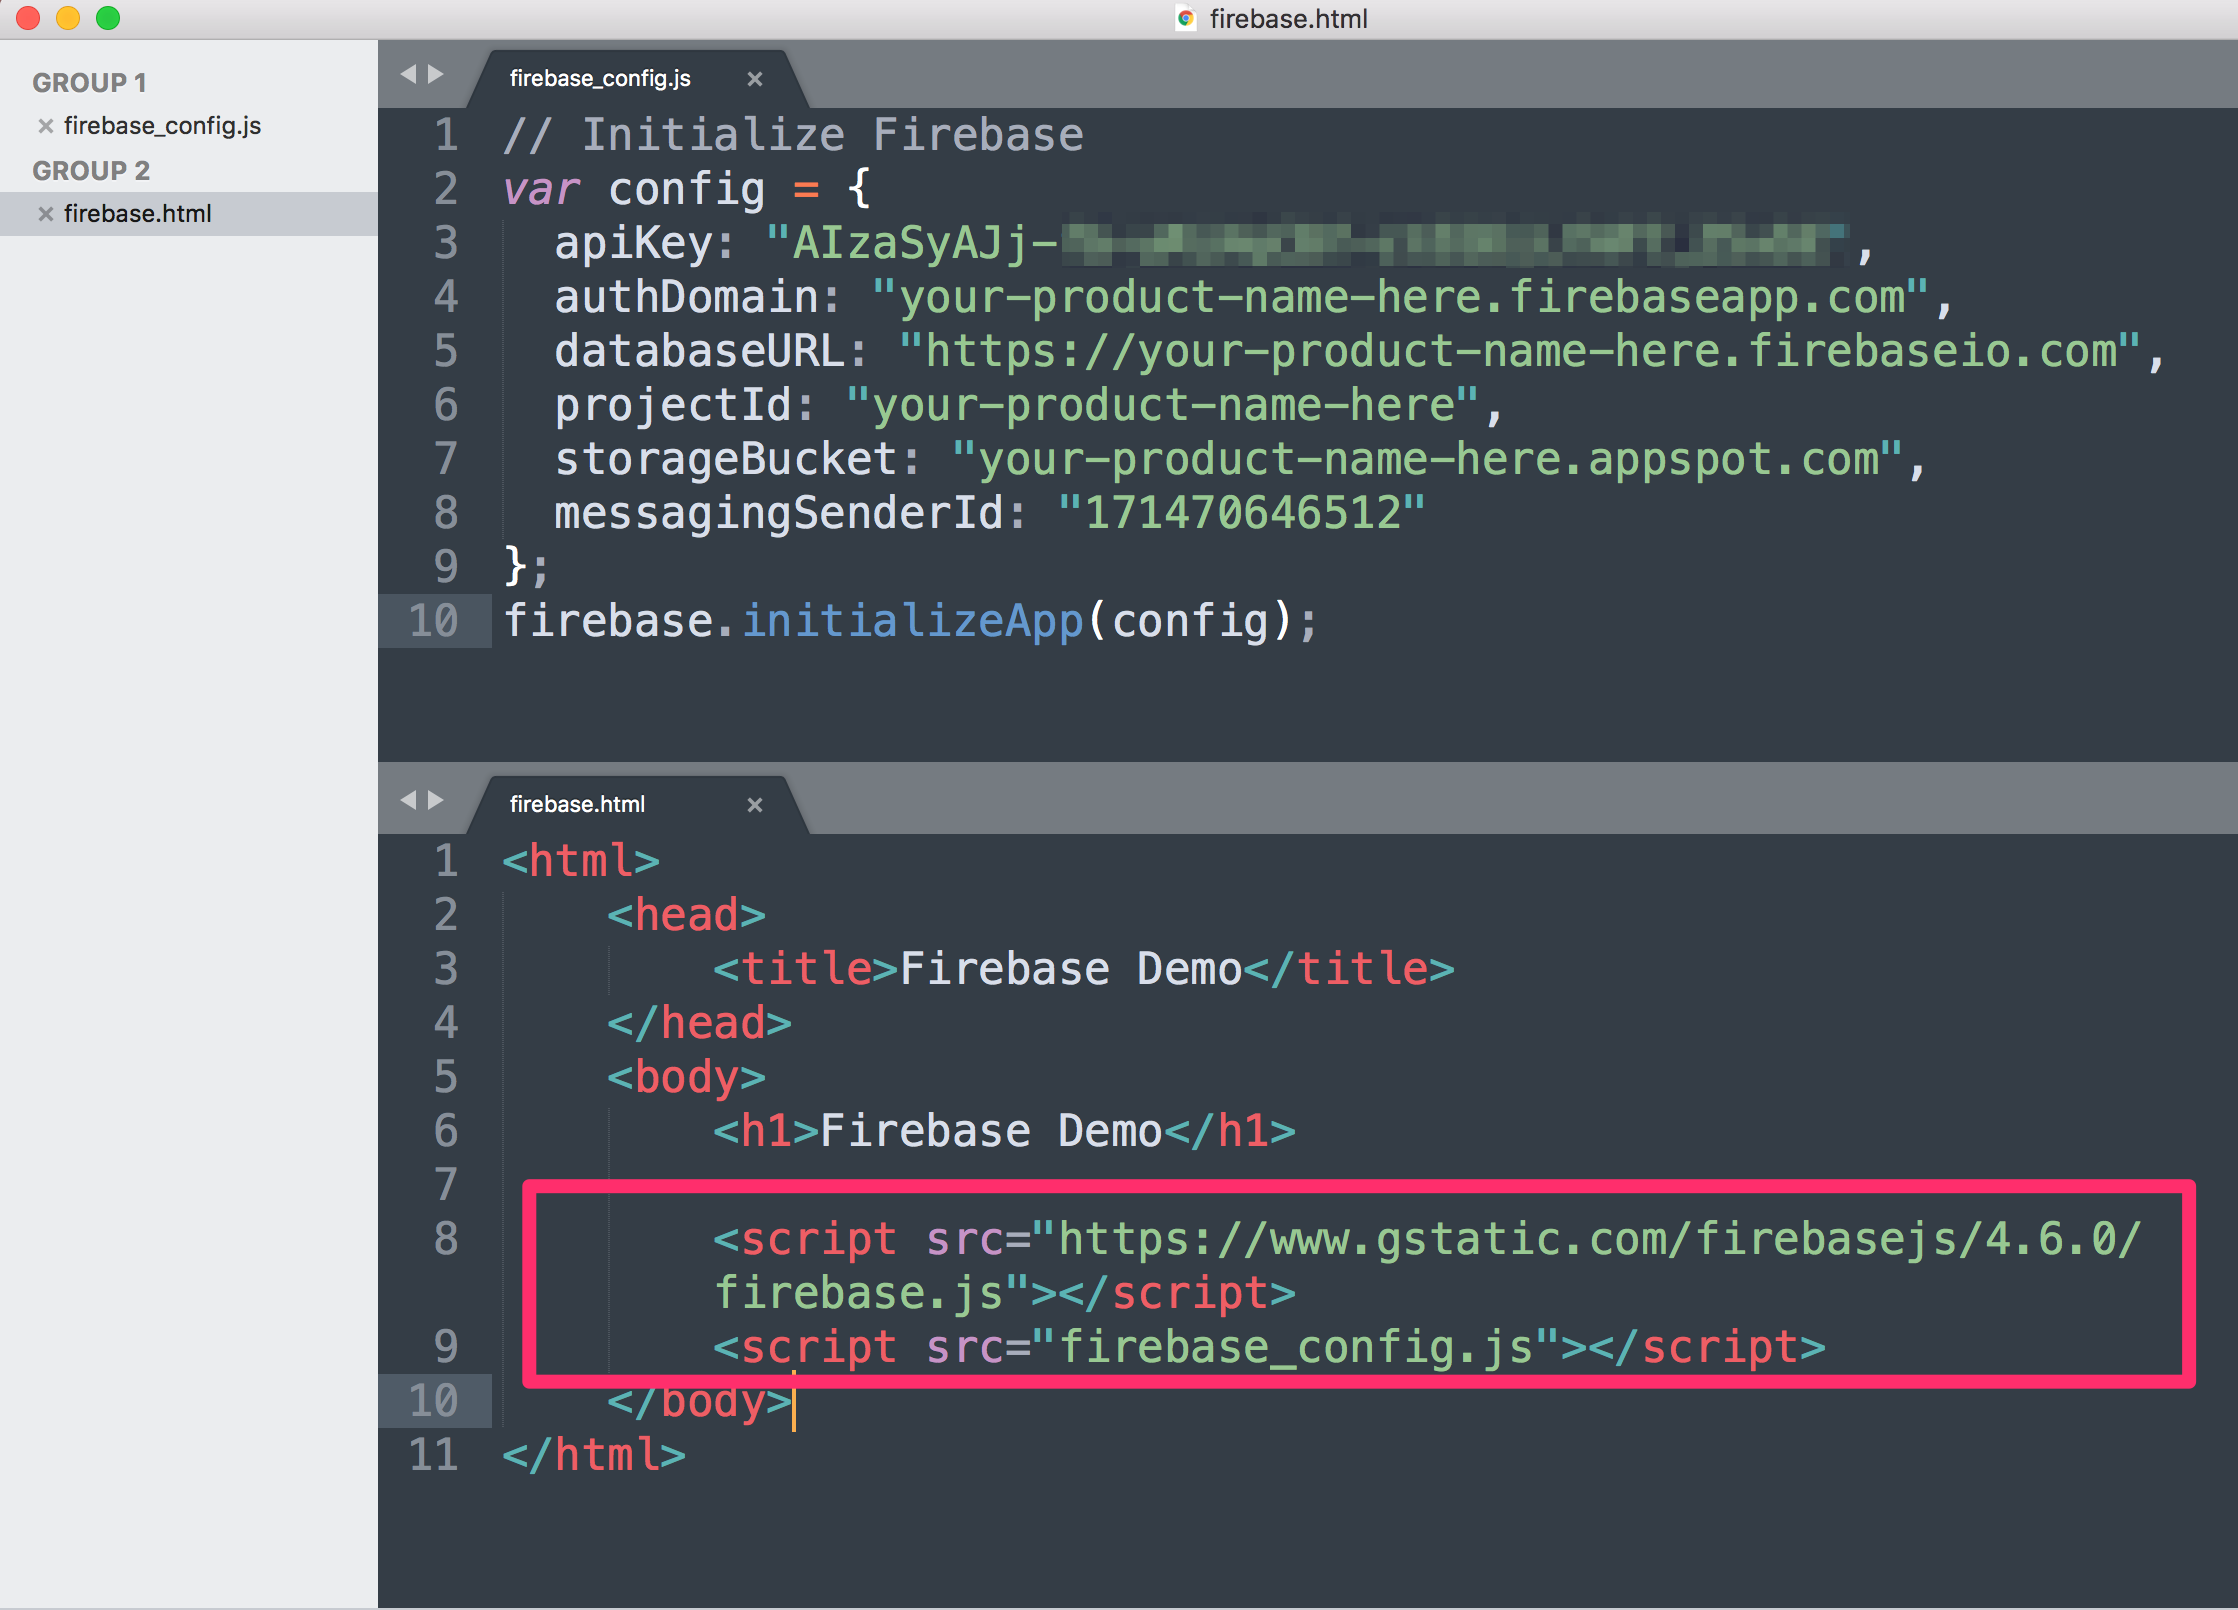 firebase.html
GROUP 1
firebase_config.js
GROUP 2
firebase.html
firebase_config.js
1 // Initialize Firebase
2 var config = {
3 apiKey: "AIzaSyAJj-",
4 authDomain: "your-product-name-here.firebaseapp.com",
5 databaseURL: "https://your-product-name-here.firebaseio.com",
6 projectId: "your-product-name-here",
7 storageBucket: "your-product-name-here.appspot.com",
8 messagingSenderId: "171470646512"
9 };
10 firebase.initializeApp(config);
firebase.html
1 <html>
2 <head>
3 <title>Firebase Demo</title>
4 </head>
5 <body>
6 <h1>Firebase Demo</h1>
7
8 <script src="https://www.gstatic.com/firebasejs/4.6.0/
firebase.js"></script>
9 <script src="firebase_config.js"></script>
10 </body>
11 </html>